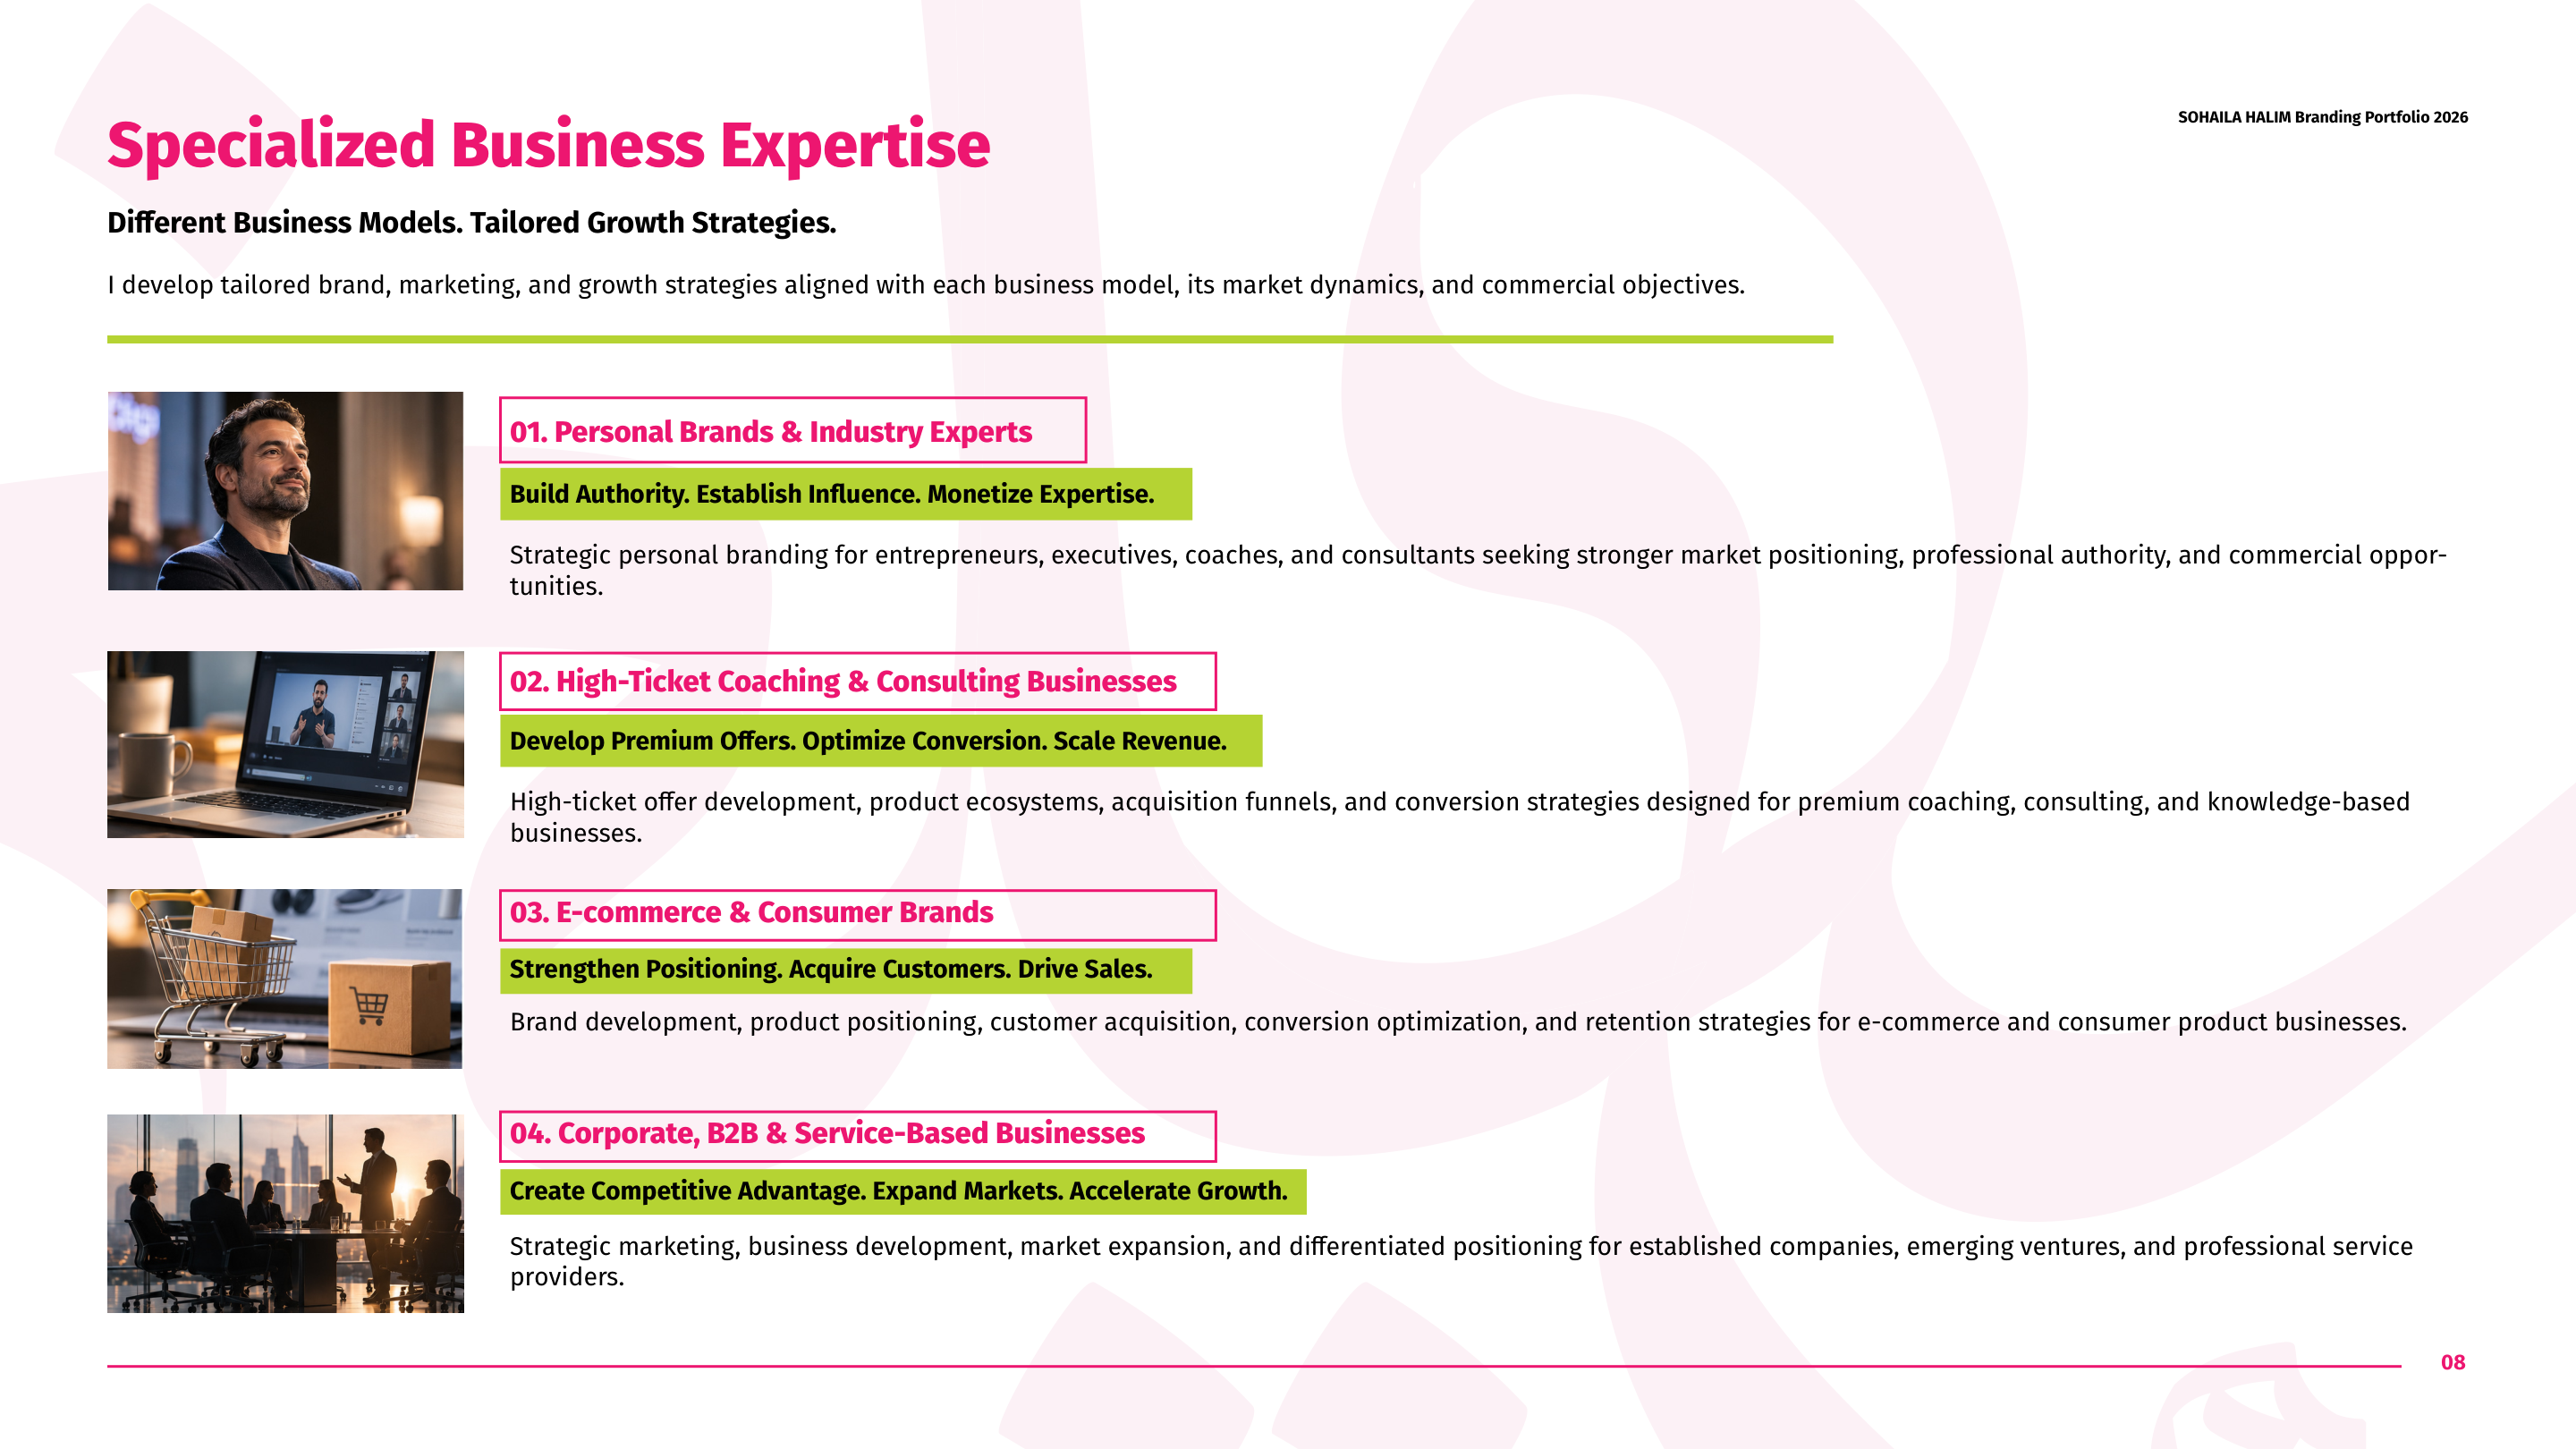 SOHAILA HALIM Branding Portfolio 2026
Specialized Business Expertise
Different Business Models. Tailored Growth Strategies.
I develop tailored brand, marketing, and growth strategies aligned with each business model, its market dynamics, and commercial objectives.
01. Personal Brands & Industry Experts
Build Authority. Establish Influence. Monetize Expertise.
Strategic personal branding for entrepreneurs, executives, coaches, and consultants seeking stronger market positioning, professional authority, and commercial oppor-
tunities.
02. High-Ticket Coaching & Consulting Businesses
Develop Premium Offers. Optimize Conversion. Scale Revenue.
High-ticket offer development, product ecosystems, acquisition funnels, and conversion strategies designed for premium coaching, consulting, and knowledge-based
businesses.
03. E-commerce & Consumer Brands
Strengthen Positioning. Acquire Customers. Drive Sales.
Brand development, product positioning, customer acquisition, conversion optimization, and retention strategies for e-commerce and consumer product businesses.
04. Corporate, B2B & Service-Based Businesses
Create Competitive Advantage. Expand Markets. Accelerate Growth.
Strategic marketing, business development, market expansion, and differentiated positioning for established companies, emerging ventures, and professional service
providers.
08